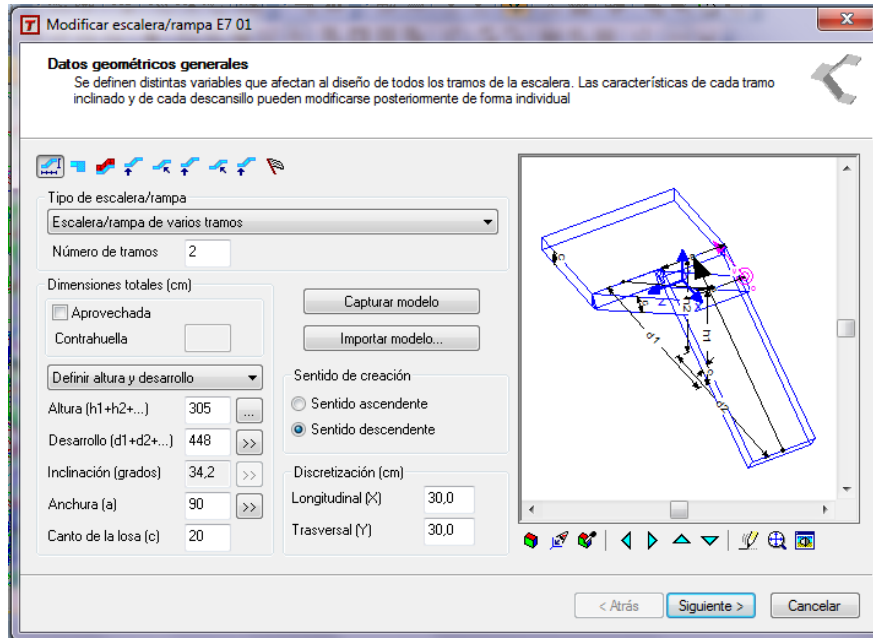 Modificar escalera/rampa E7 01
Datos geométricos generales
Se definen distintas variables que afectan al diseño de todos los tramos de la escalera. Las características de cada tramo
inclinado y de cada descansillo pueden modificarse posteriormente de forma individual
Tipo de escalera/rampa
Escalera/rampa de varios tramos
Número de tramos 2
Dimensiones totales (cm)
Aprovechada
Contrahuella
Capturar modelo
Importar modelo...
Definir altura y desarrollo
Altura (h1+h2+...) 305 ...
Desarrollo (d1+d2+...) 448 >>
Inclinación (grados) 34,2 >>
Anchura (a) 90 >>
Canto de la losa (c) 20
Sentido de creación
Sentido ascendente
Sentido descendente
Discretización (cm)
Longitudinal (X) 30,0
Trasversal (Y) 30,0
h2
h1
d1
d2
< Atrás
Siguiente >
Cancelar